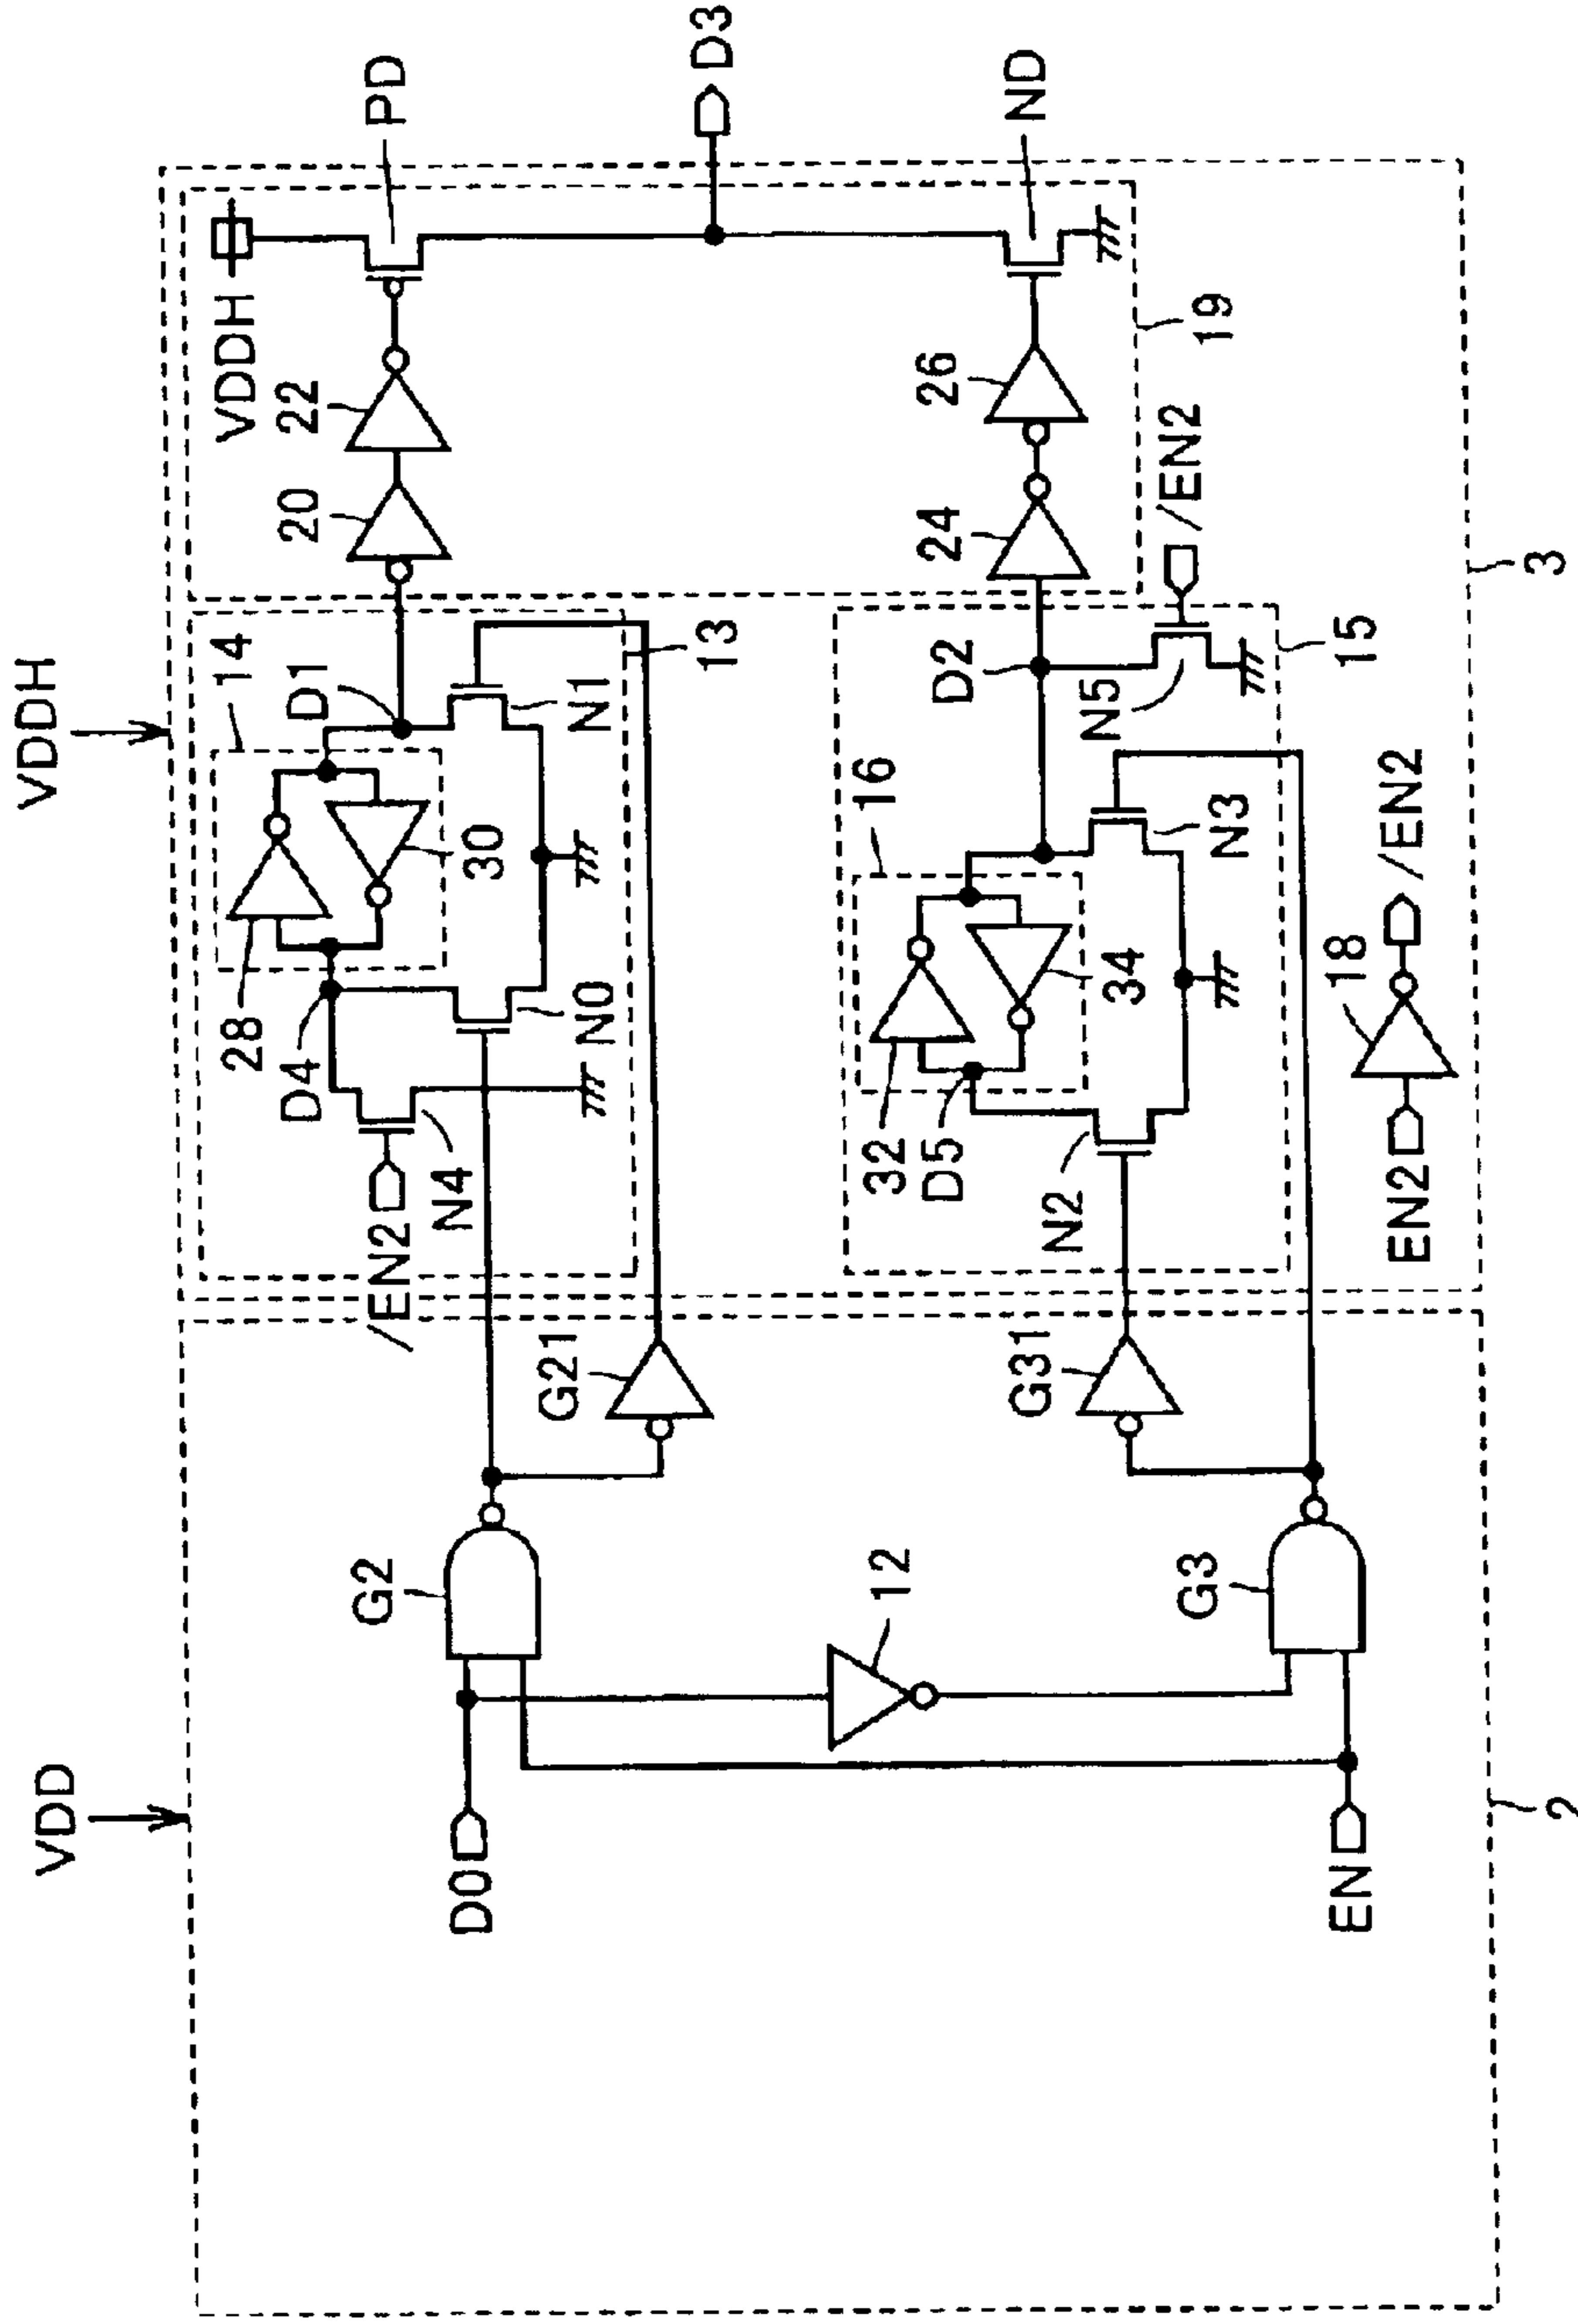 VDD
VDDH
2
3
D0
EN
G2
12
G3
G21
G31
/EN2
N4
D4
28
N0
30
14
D1
N1
13
N2
D5
32
34
16
N3
D2
N5
/EN2
15
EN2
18
/EN2
20
22
VDDH
24
26
19
PD
D3
ND